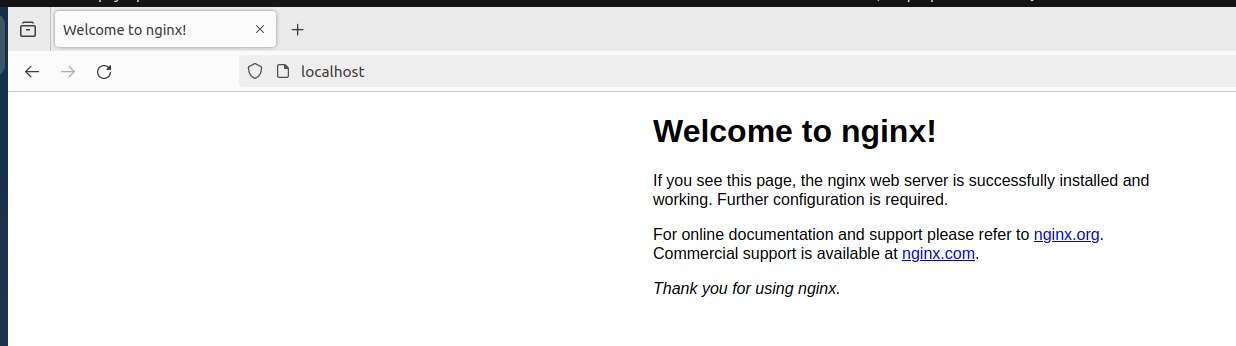 Welcome to nginx!
localhost
Welcome to nginx!
If you see this page, the nginx web server is successfully installed and
working. Further configuration is required.
For online documentation and support please refer to nginx.org.
Commercial support is available at nginx.com.
Thank you for using nginx.